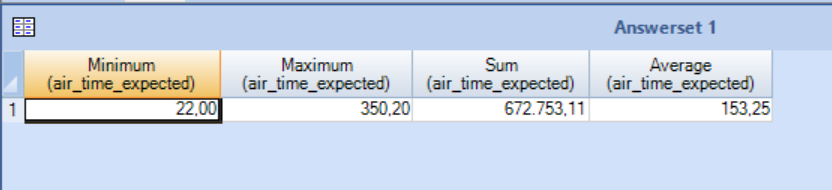 Answerset 1
Minimum Maximum Sum Average
(air_time_expected) (air_time_expected) (air_time_expected) (air_time_expected)
1 22,00 350,20 672.753,11 153,25